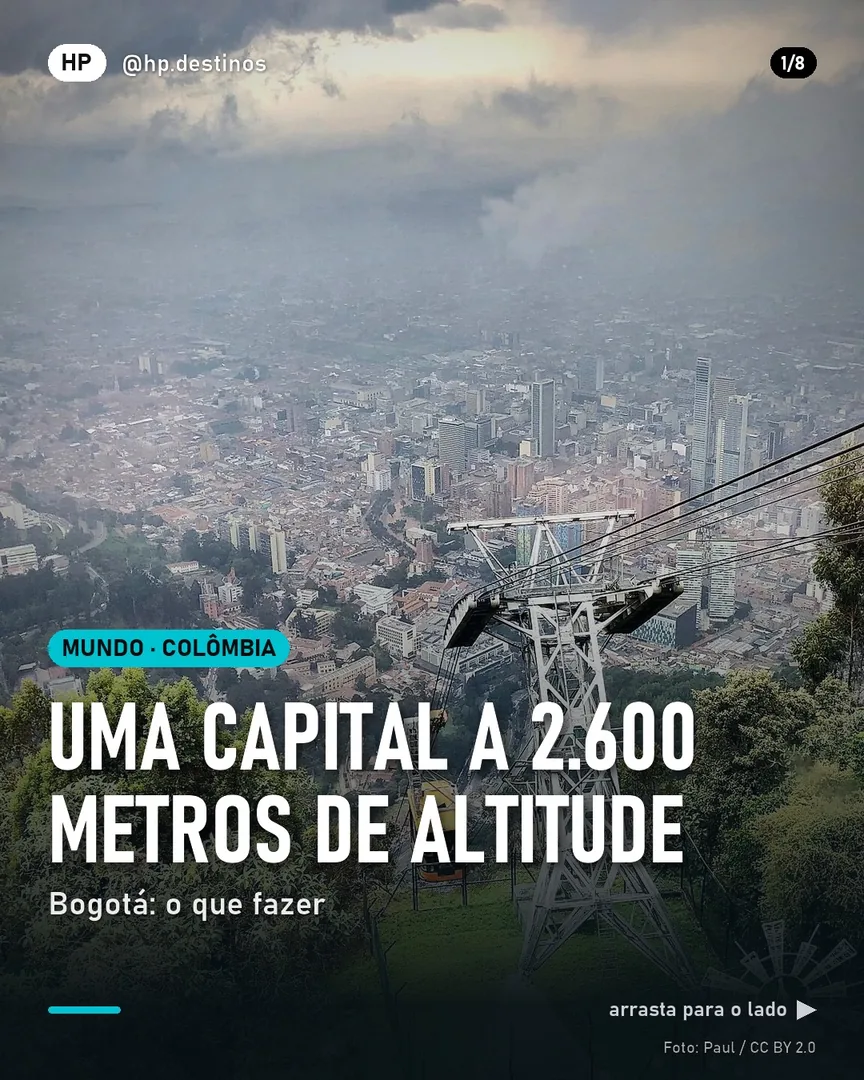 HP @hp.destinos 1/8
MUNDO · COLÔMBIA
UMA CAPITAL A 2.600
METROS DE ALTITUDE
Bogotá: o que fazer
arrasta para o lado ▶
Foto: Paul / CC BY 2.0